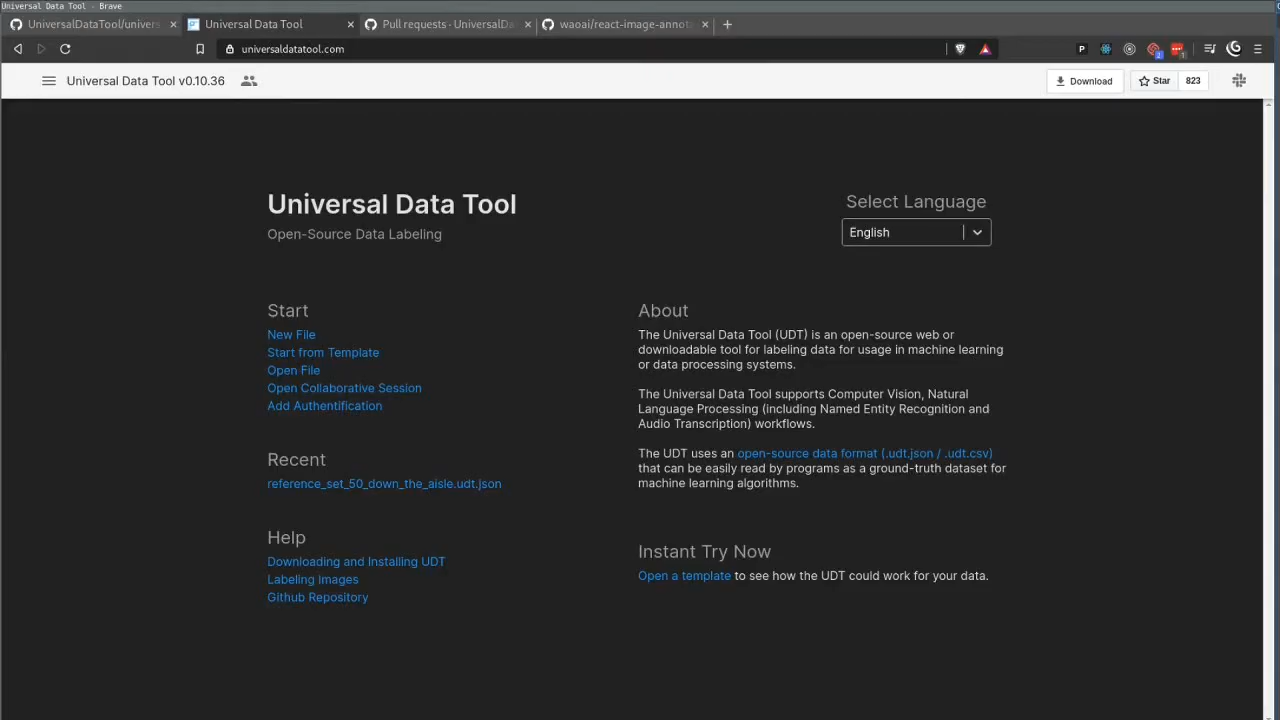 Universal Data Tool - Brave
UniversalDataTool/univers
Universal Data Tool
Pull requests · UniversalDa
waoai/react-image-annota
universaldatatool.com
P
2
1
Universal Data Tool v0.10.36
Download
Star
823
Universal Data Tool
Open-Source Data Labeling
Select Language
English
Start
New File
Start from Template
Open File
Open Collaborative Session
Add Authentification
Recent
reference_set_50_down_the_aisle.udt.json
Help
Downloading and Installing UDT
Labeling Images
Github Repository
About
The Universal Data Tool (UDT) is an open-source web or
downloadable tool for labeling data for usage in machine learning
or data processing systems.
The Universal Data Tool supports Computer Vision, Natural
Language Processing (including Named Entity Recognition and
Audio Transcription) workflows.
The UDT uses an open-source data format (.udt.json / .udt.csv)
that can be easily read by programs as a ground-truth dataset for
machine learning algorithms.
Instant Try Now
Open a template to see how the UDT could work for your data.